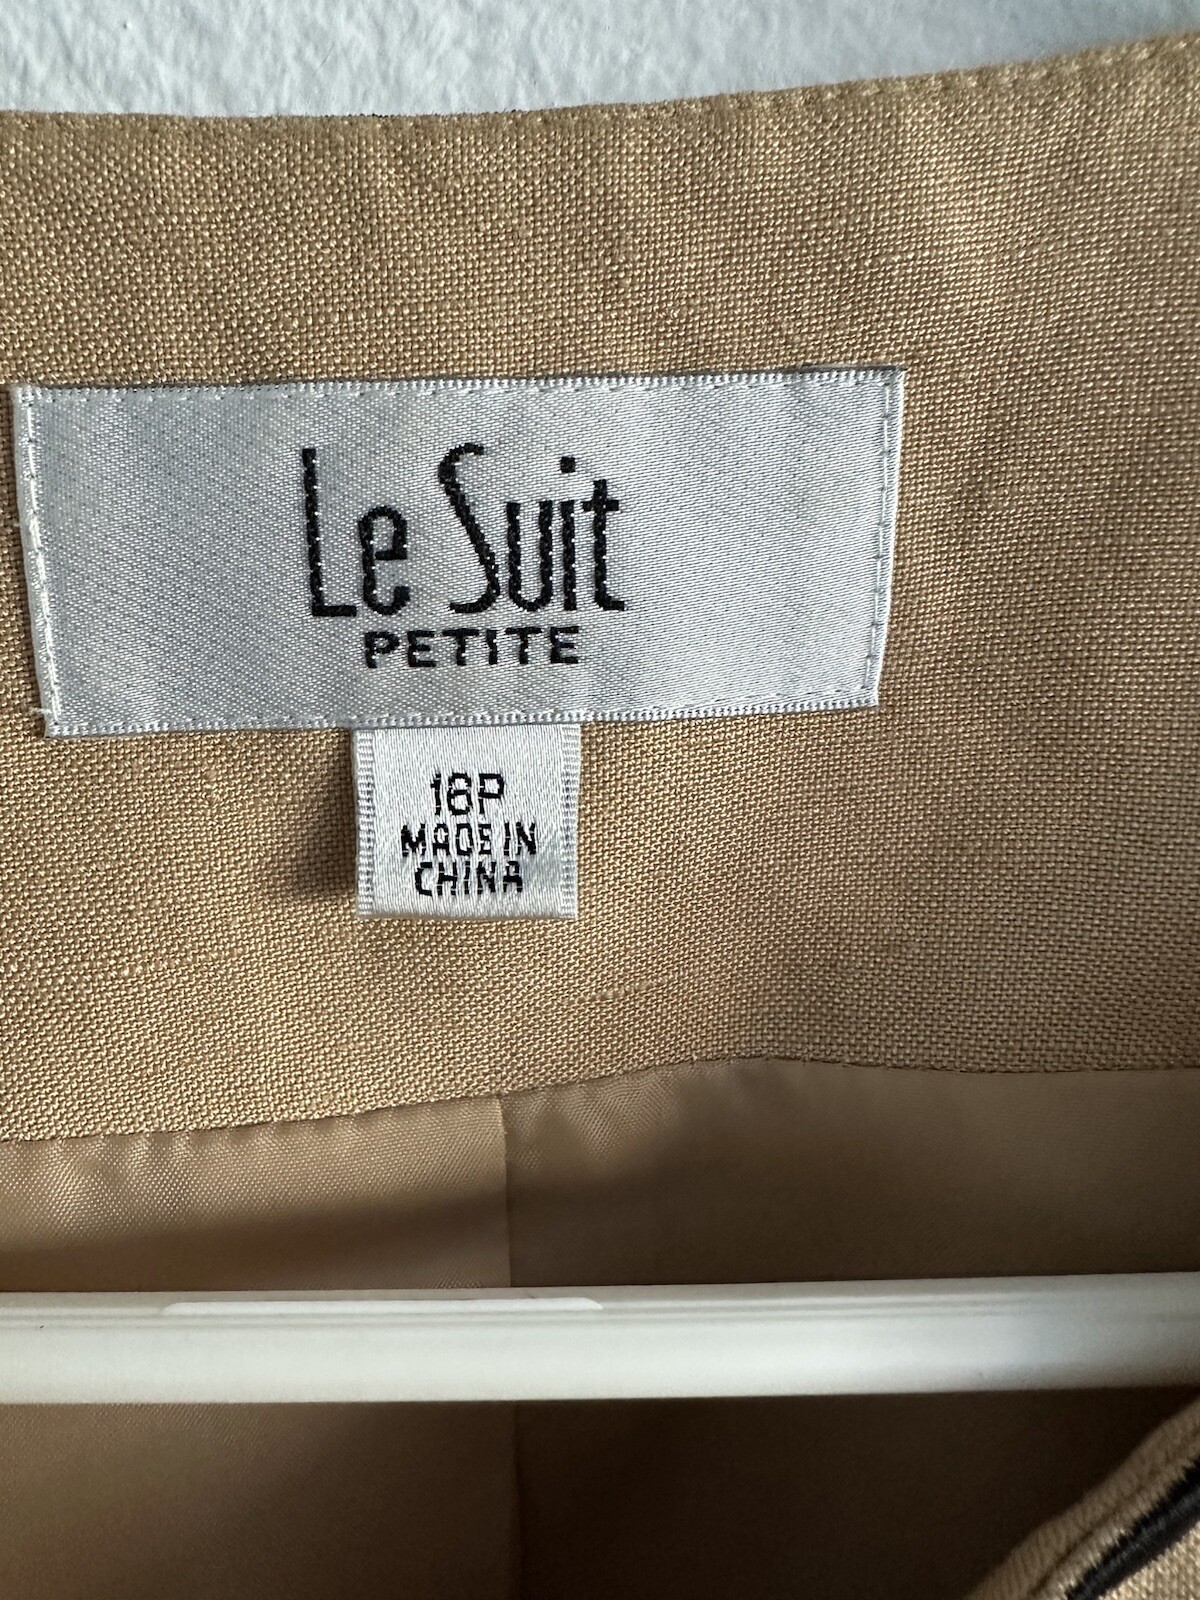 Le Suit
PETITE
16P
MADE IN
CHINA